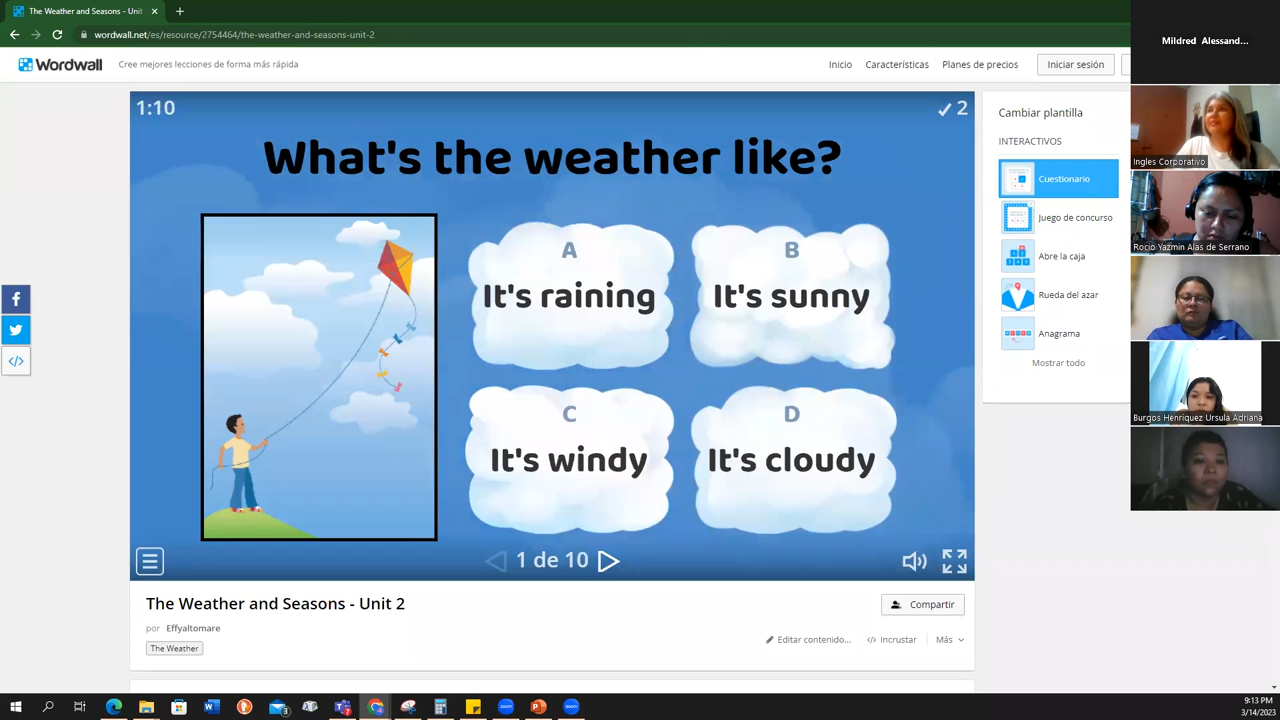 The Weather and Seasons - Unit
wordwall.net/es/resource/2754464/the-weather-and-seasons-unit-2
Mildred Alessand...
Wordwall
Cree mejores lecciones de forma más rápida
Inicio
Características
Planes de precios
Iniciar sesión
1:10
2
What's the weather like?
A
It's raining
B
It's sunny
C
It's windy
D
It's cloudy
1 de 10
Cambiar plantilla
INTERACTIVOS
Cuestionario
Juego de concurso
Abre la caja
Rueda del azar
Anagrama
Mostrar todo
Ingles Corporativo
Rocio Yazmin Alas de Serrano
Burgos Henriquez Ursula Adriana
The Weather and Seasons - Unit 2
Compartir
por Effyaltomare
The Weather
Editar contenido...
Incrustar
Más
9:13 PM
3/14/2023